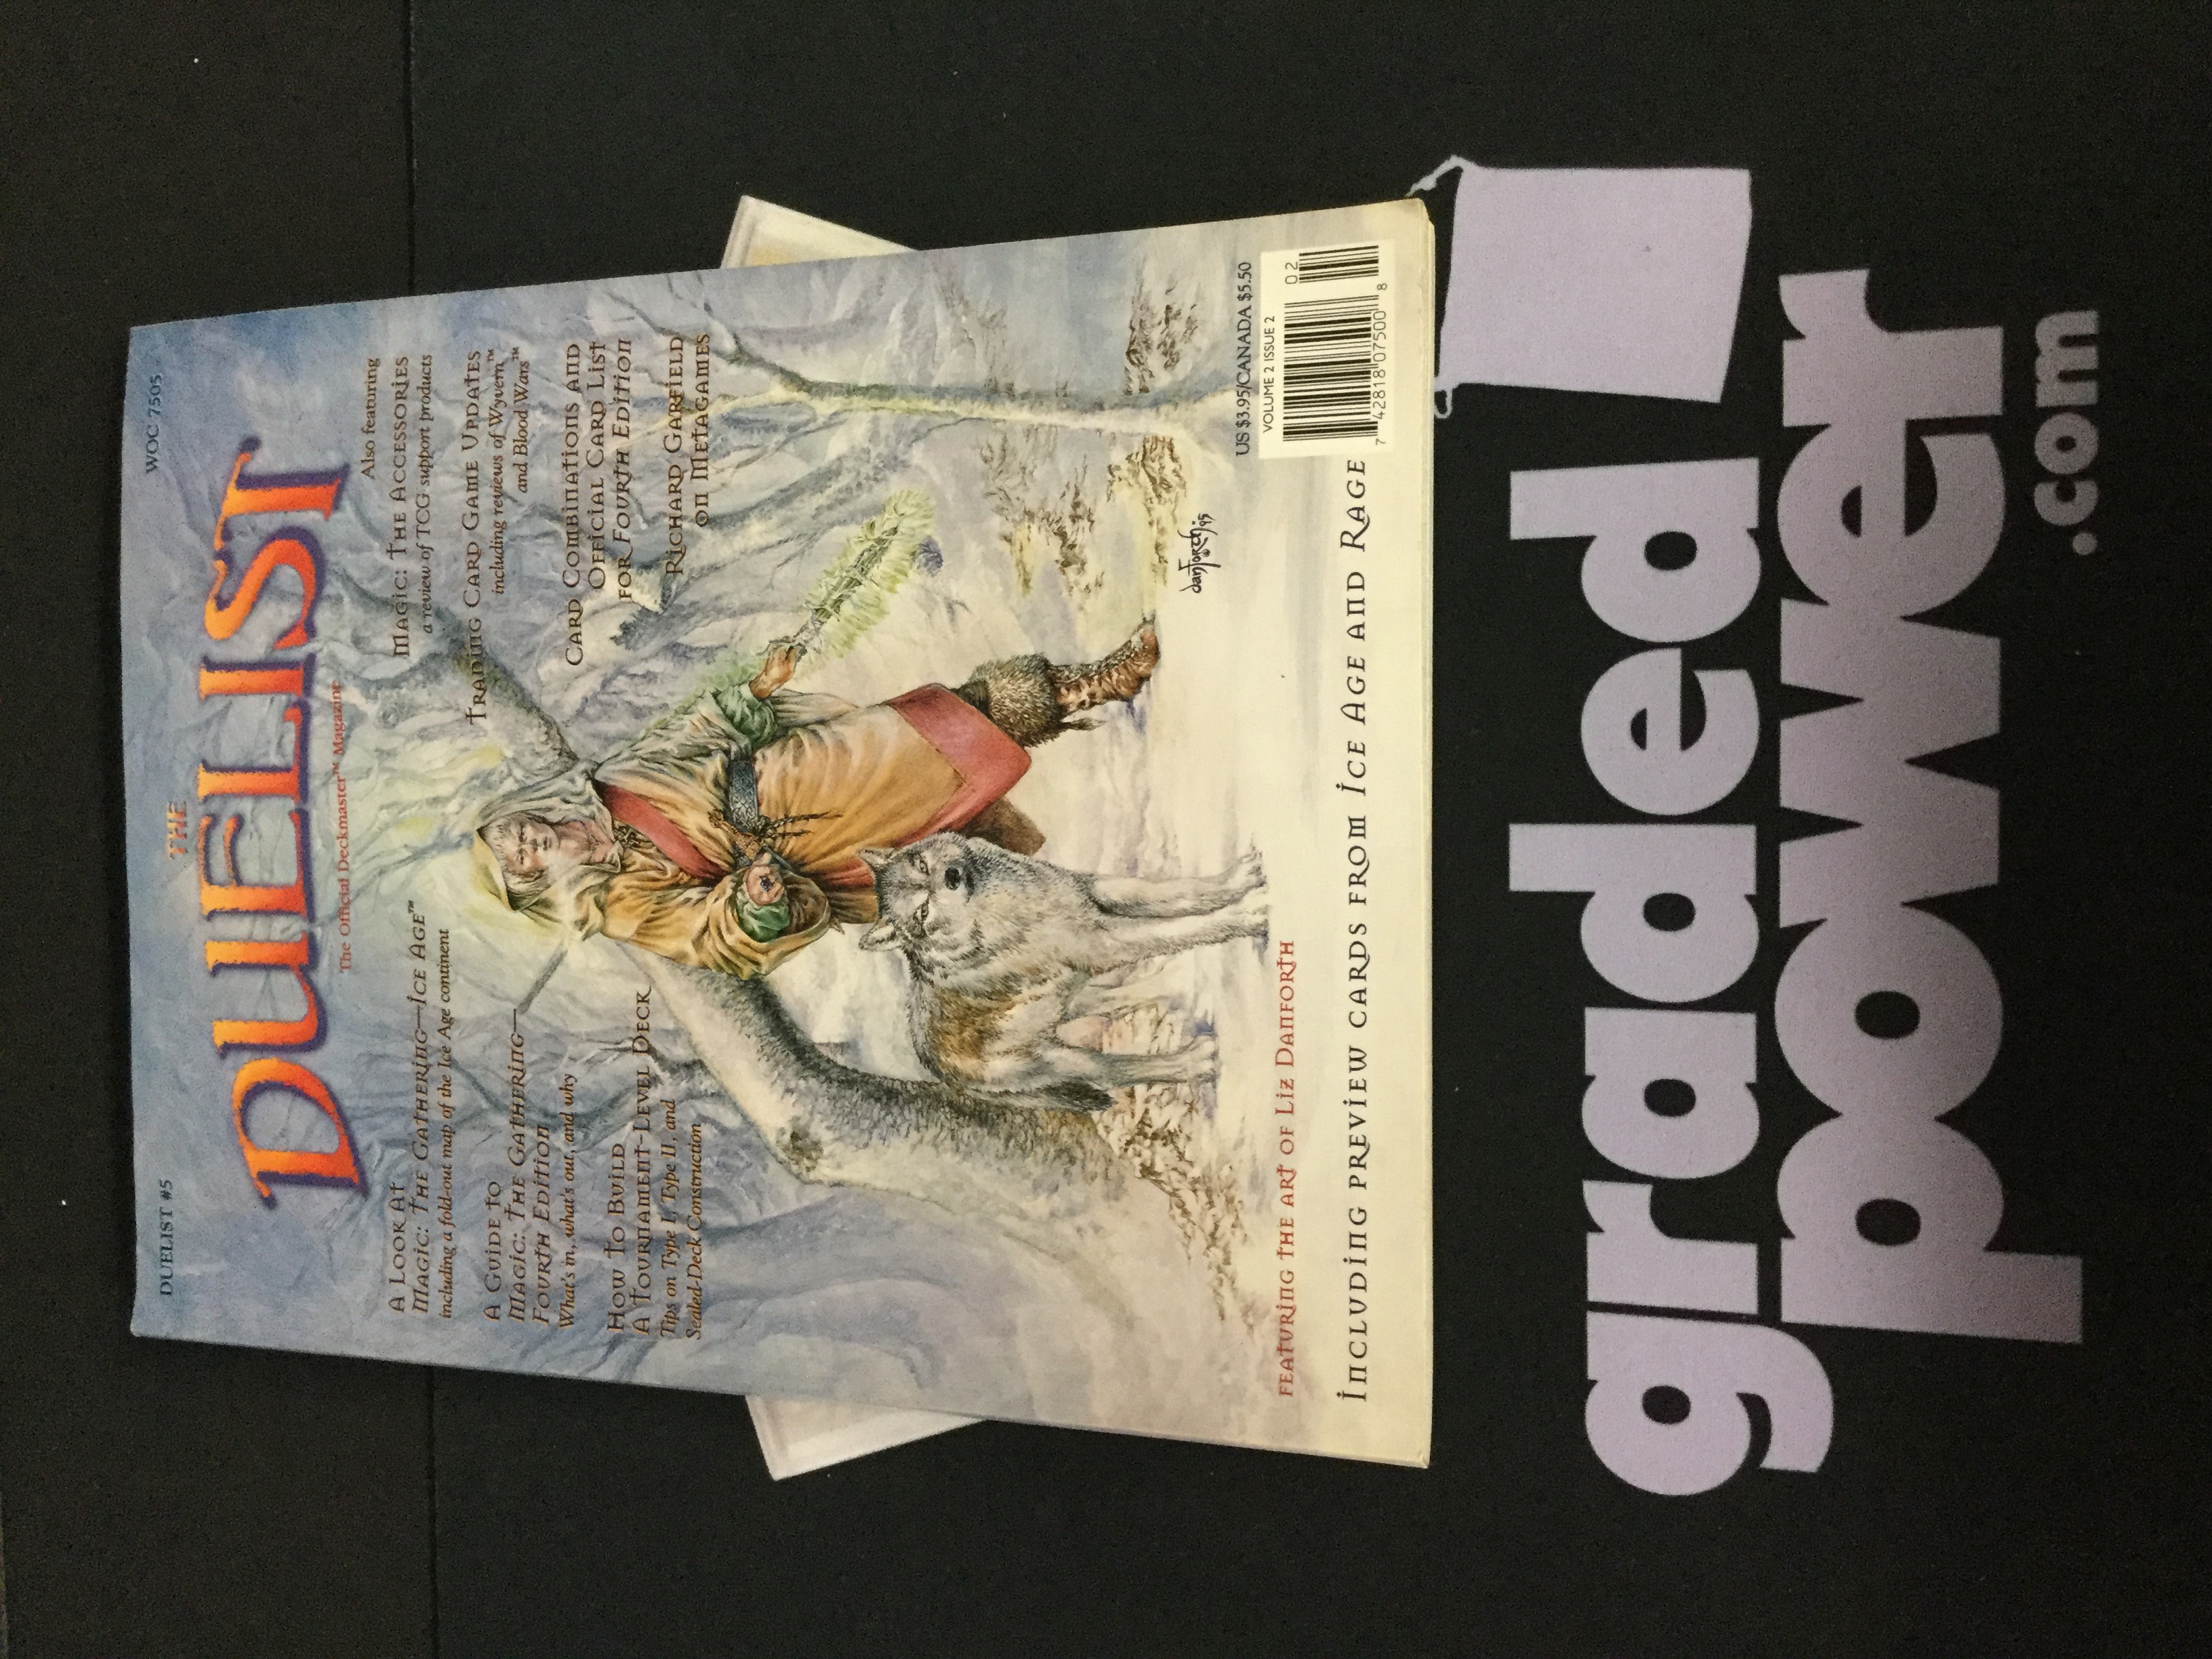 DUELIST #5
WOC 7505
THE
DUELIST
The Official Deckmaster™ Magazine
A Look At
Magic: The Gathering—Ice Age™
including a fold-out map of the Ice Age continent
A Guide to
Magic: The Gathering—
Fourth Edition
What's in, what's out, and why
How to Build
A Tournament-Level Deck
Tips on Type I, Type II, and
Sealed-Deck Construction
Also featuring
Magic: The Accessories
a review of TCG support products
Trading Card Game Updates
including reviews of Wyvern™
and Blood Wars™
Card Combinations and
Official Card List
for Fourth Edition
Richard Garfield
on Metagames
danforth '95
Featuring the art of Liz Danforth
Including preview cards from Ice Age and Rage
US $3.95/CANADA $5.50
VOLUME 2 ISSUE 2
02
7 42818 07500 8
graded
power
.com